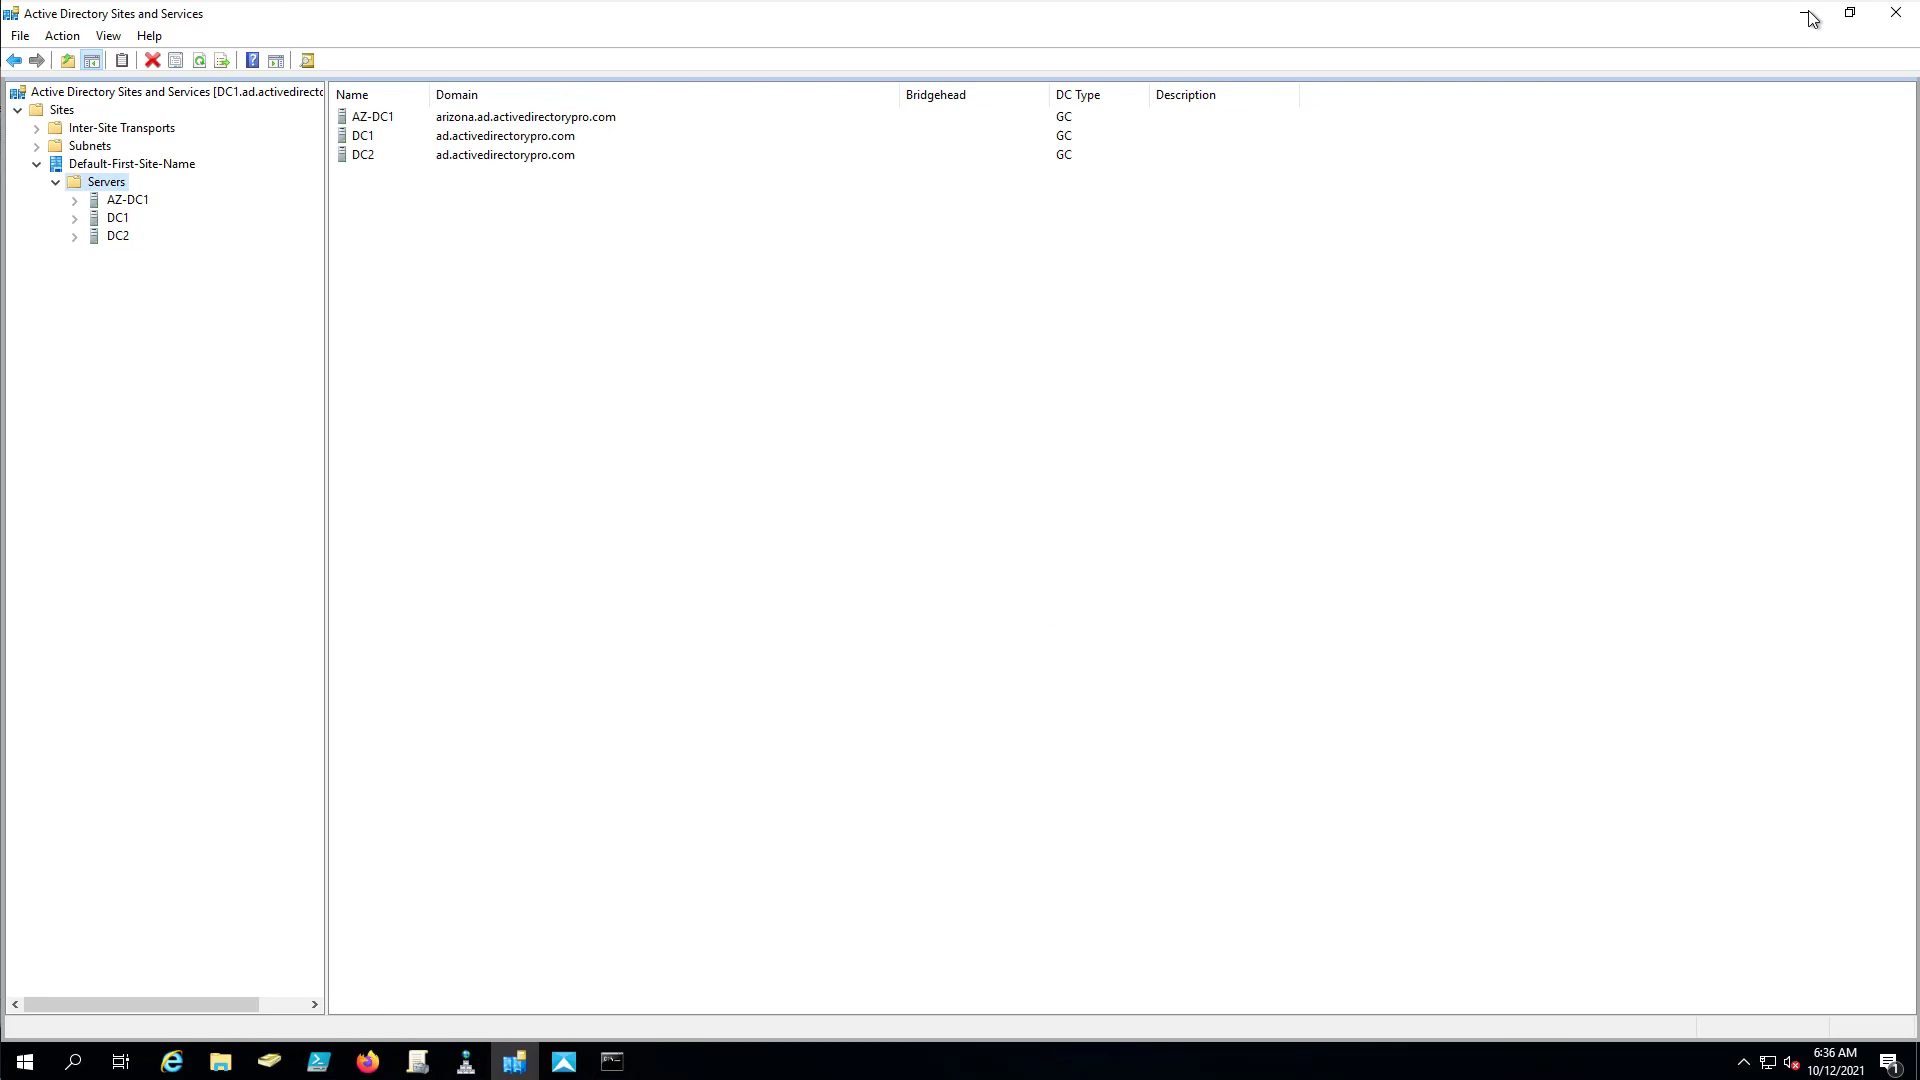 Active Directory Sites and Services
File Action View Help
Active Directory Sites and Services [DC1.ad.activedirecto
Sites
Inter-Site Transports
Subnets
Default-First-Site-Name
Servers
AZ-DC1
DC1
DC2
Name Domain Bridgehead DC Type Description
AZ-DC1 arizona.ad.activedirectorypro.com GC
DC1 ad.activedirectorypro.com GC
DC2 ad.activedirectorypro.com GC
6:36 AM
10/12/2021
1